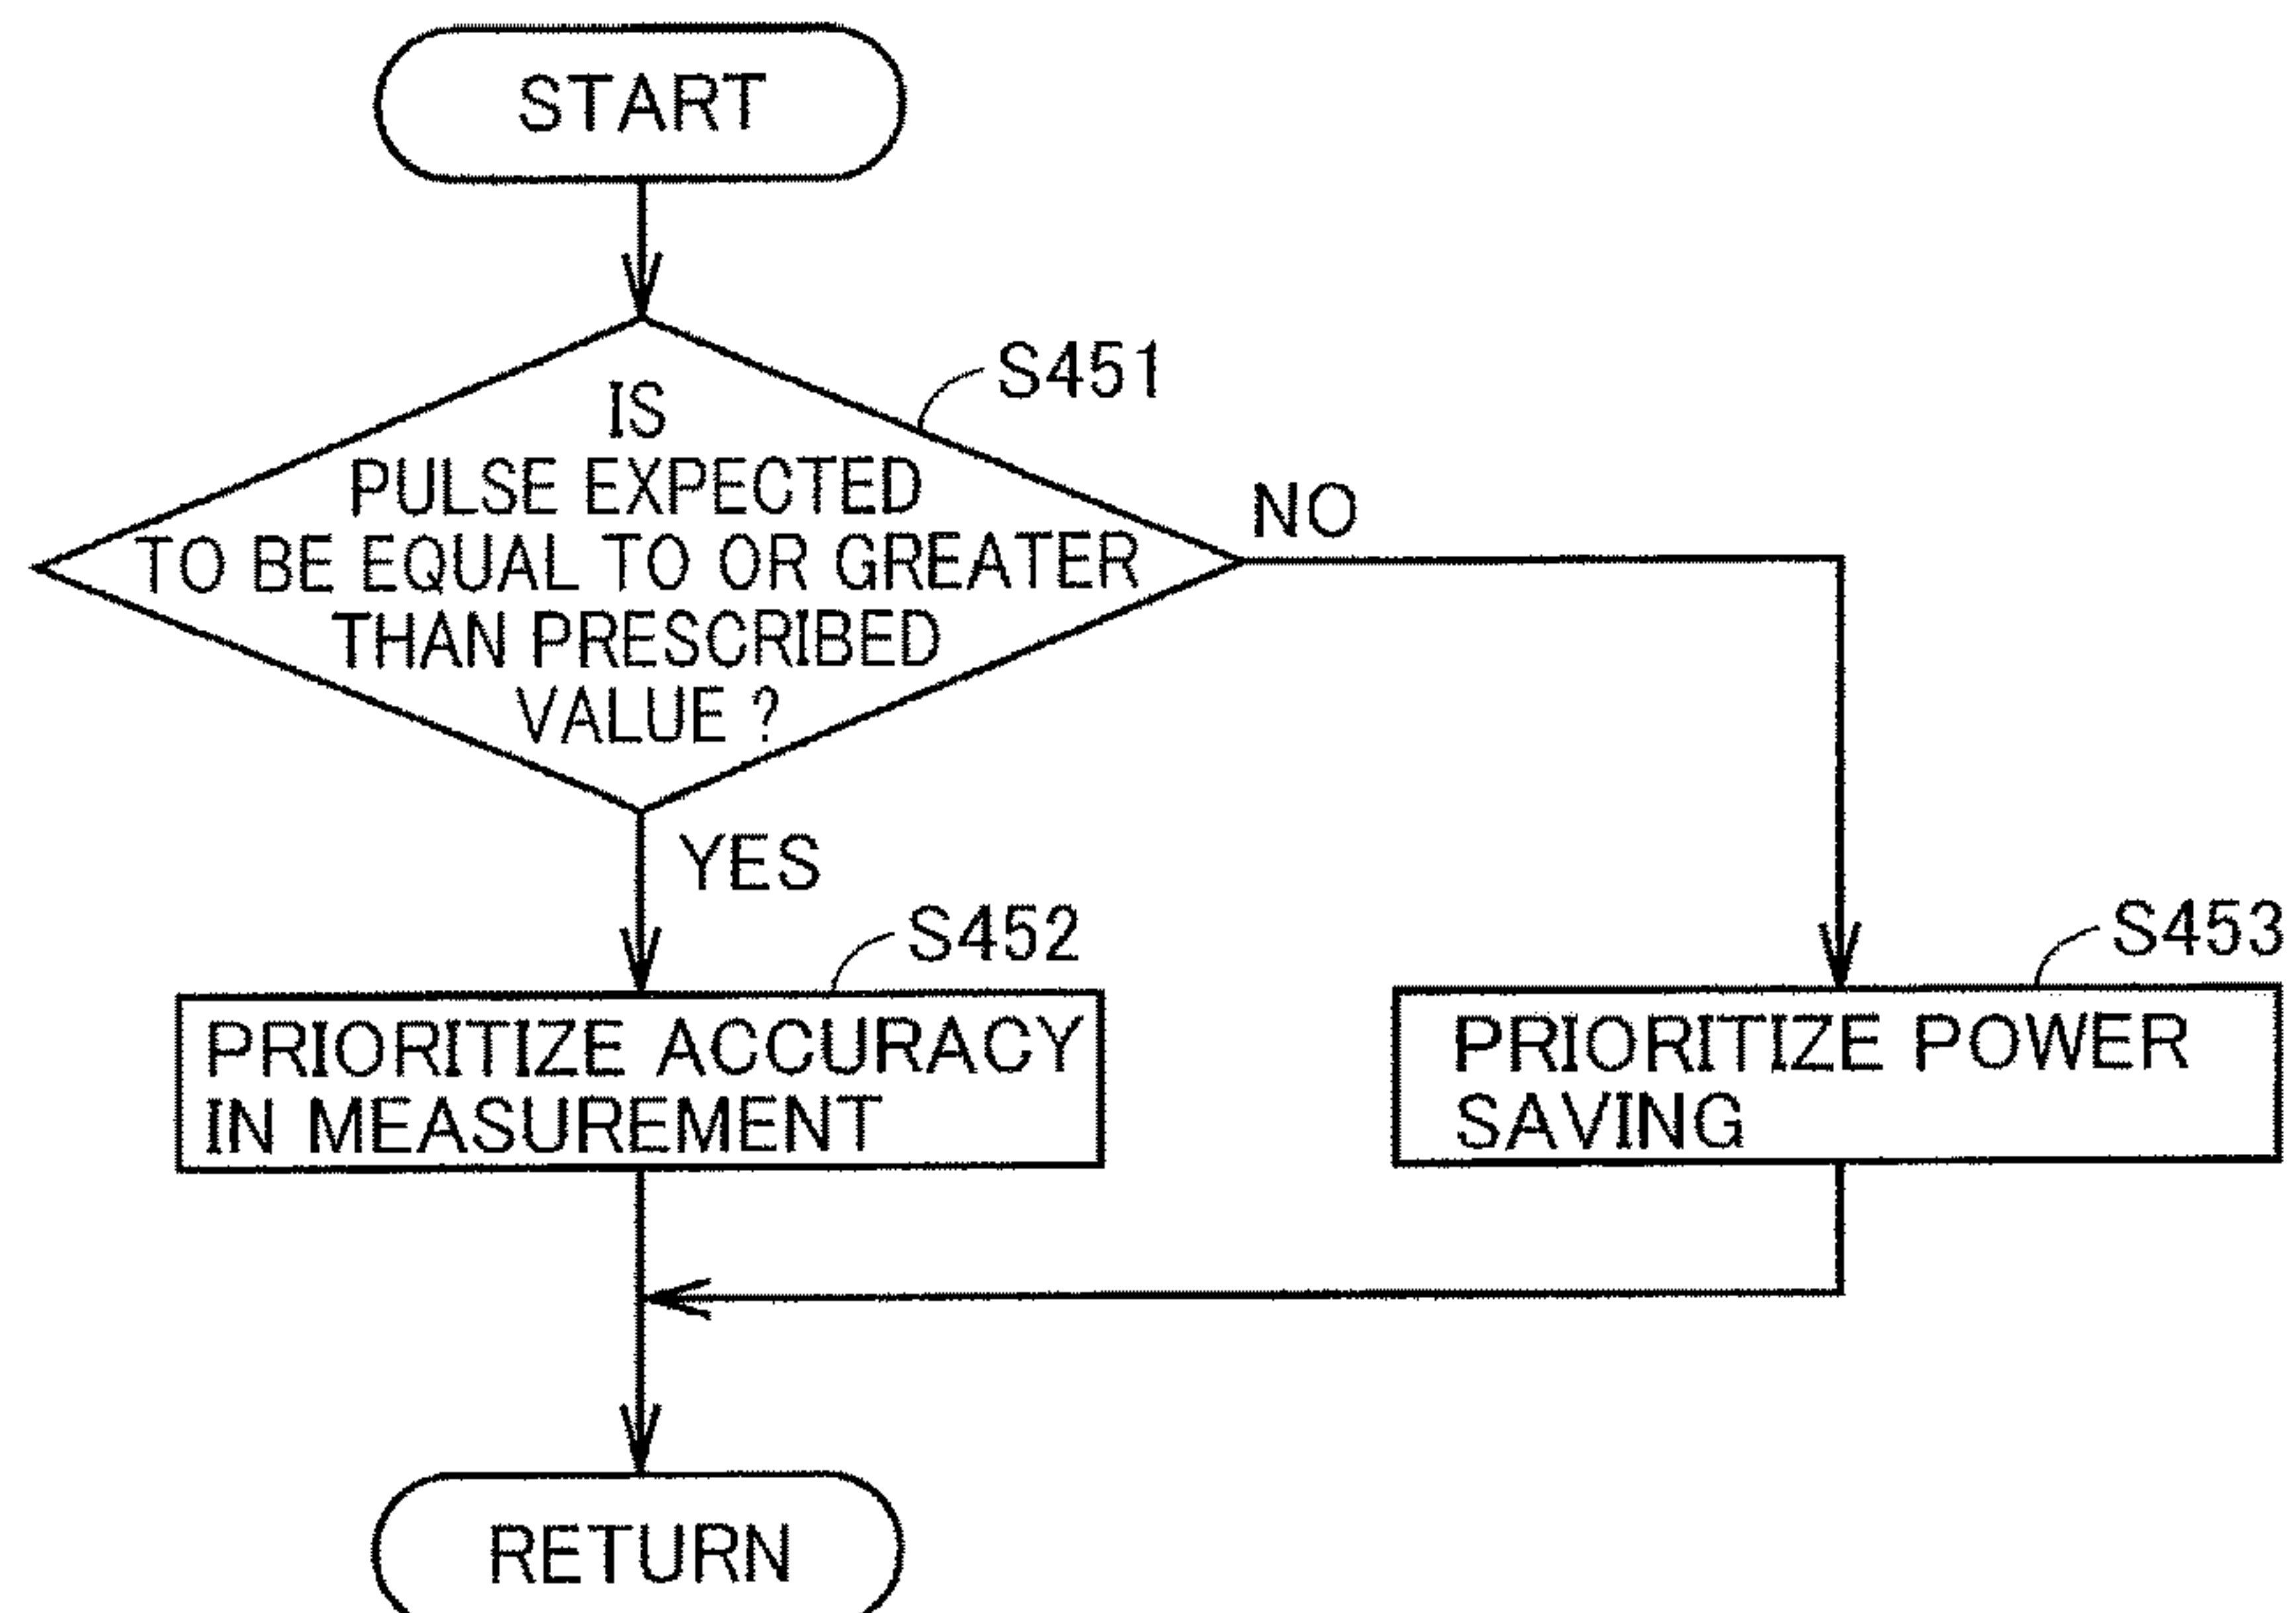 START
S451
IS
PULSE EXPECTED
TO BE EQUAL TO OR GREATER
THAN PRESCRIBED
VALUE ?
NO
YES
S452
PRIORITIZE ACCURACY
IN MEASUREMENT
S453
PRIORITIZE POWER
SAVING
RETURN